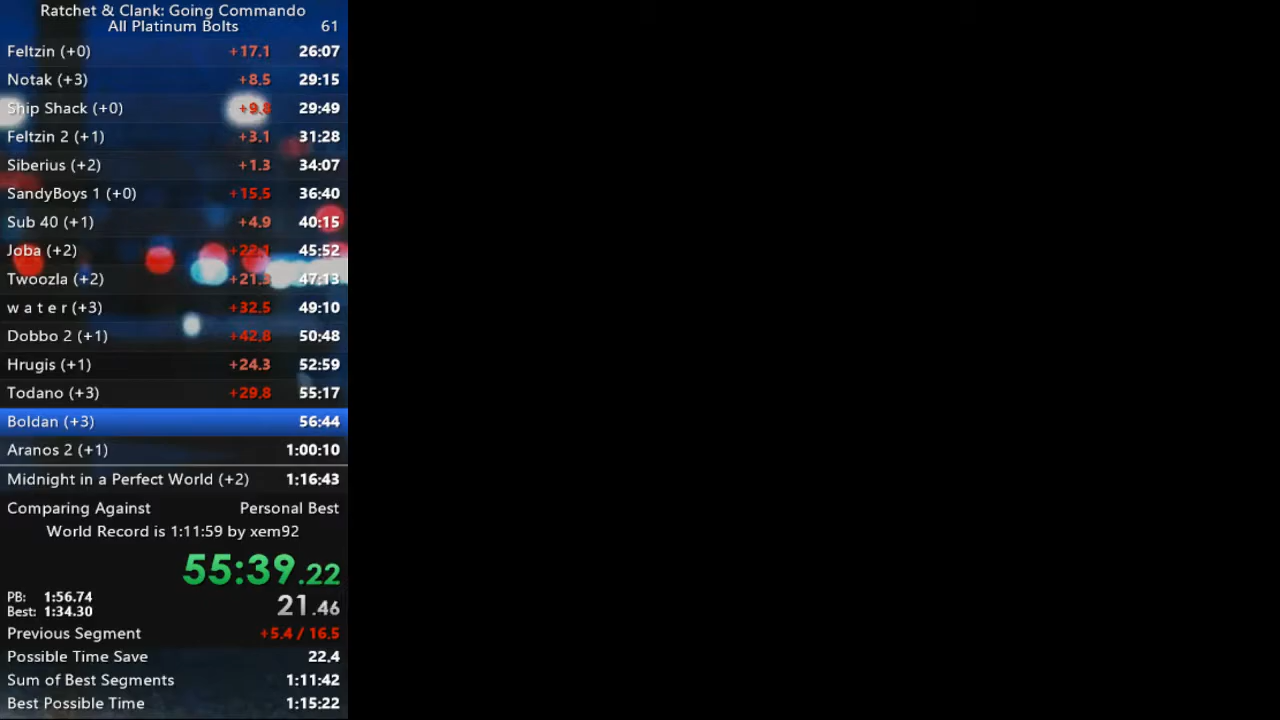 Ratchet & Clank: Going Commando
All Platinum Bolts 61
Feltzin (+0) +17.1 26:07
Notak (+3) +8.5 29:15
Ship Shack (+0) +9.8 29:49
Feltzin 2 (+1) +3.1 31:28
Siberius (+2) +1.3 34:07
SandyBoys 1 (+0) +15.5 36:40
Sub 40 (+1) +4.9 40:15
Joba (+2) +22.1 45:52
Twoozla (+2) +21.3 47:13
w a t e r (+3) +32.5 49:10
Dobbo 2 (+1) +42.8 50:48
Hrugis (+1) +24.3 52:59
Todano (+3) +29.8 55:17
Boldan (+3) 56:44
Aranos 2 (+1) 1:00:10
Midnight in a Perfect World (+2) 1:16:43
Comparing Against Personal Best
World Record is 1:11:59 by xem92
55:39.22
PB: 1:56.74
Best: 1:34.30 21.46
Previous Segment +5.4 / 16.5
Possible Time Save 22.4
Sum of Best Segments 1:11:42
Best Possible Time 1:15:22